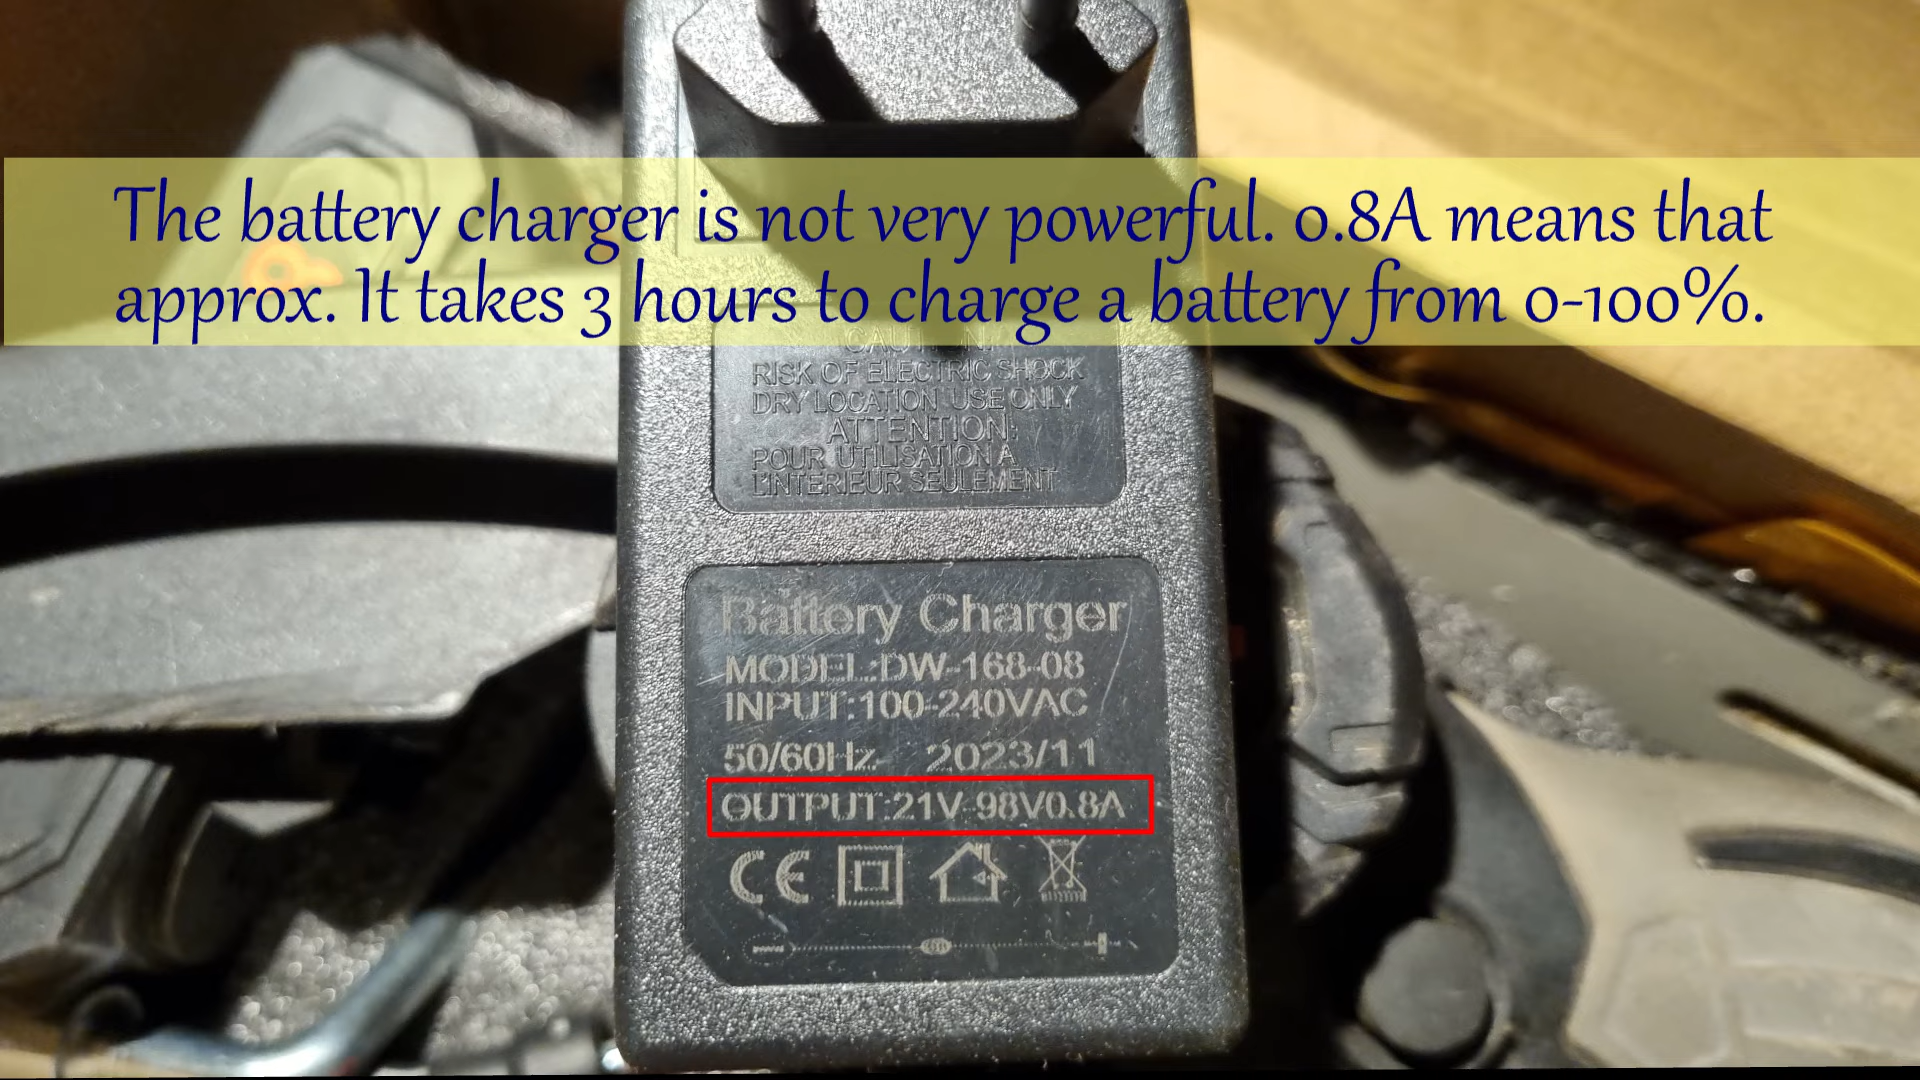 The battery charger is not very powerful. 0.8A means that
approx. It takes 3 hours to charge a battery from 0-100%.
CAUTION:
RISK OF ELECTRIC SHOCK
DRY LOCATION USE ONLY
ATTENTION:
POUR UTILISATION A
L'INTERIEUR SEULEMENT
Battery Charger
MODEL:DW-168-08
INPUT:100-240VAC
50/60Hz 2023/11
OUTPUT:21V-98V0.8A
CE